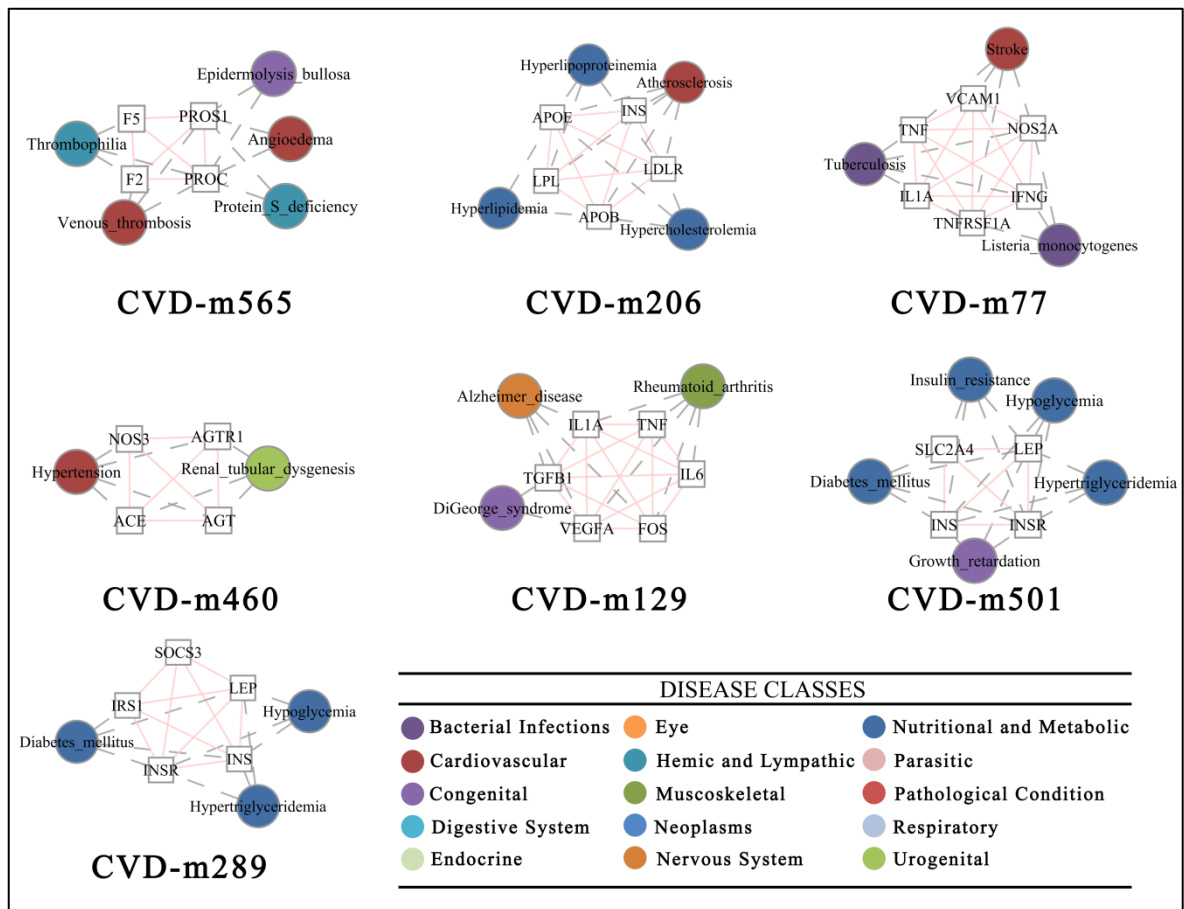 Epidermolysis_bullosa
F5
PROS1
Thrombophilia
Angioedema
F2
PROC
Protein_S_deficiency
Venous_thrombosis
CVD-m565
Hyperlipoproteinemia
Atherosclerosis
APOE
INS
LPL
LDLR
Hyperlipidemia
APOB
Hypercholesterolemia
CVD-m206
Stroke
VCAM1
TNF
NOS2A
Tuberculosis
IL1A
IFNG
TNFRSF1A
Listeria_monocytogenes
CVD-m77
NOS3
AGTR1
Hypertension
Renal_tubular_dysgenesis
ACE
AGT
CVD-m460
Alzheimer_disease
Rheumatoid_arthritis
IL1A
TNF
TGFB1
IL6
DiGeorge_syndrome
VEGFA
FOS
CVD-m129
Insulin_resistance
Hypoglycemia
SLC2A4
LEP
Diabetes_mellitus
Hypertriglyceridemia
INS
INSR
Growth_retardation
CVD-m501
SOCS3
LEP
IRS1
Hypoglycemia
Diabetes_mellitus
INS
INSR
Hypertriglyceridemia
CVD-m289
DISEASE CLASSES
Bacterial Infections
Eye
Nutritional and Metabolic
Cardiovascular
Hemic and Lympathic
Parasitic
Congenital
Muscoskeletal
Pathological Condition
Digestive System
Neoplasms
Respiratory
Endocrine
Nervous System
Urogenital